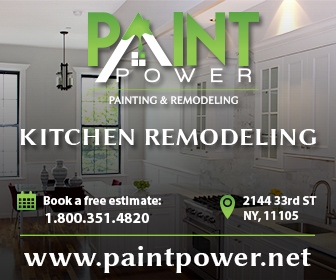 PAINT
POWER
PAINTING & REMODELING
KITCHEN REMODELING
Book a free estimate:
1.800.351.4820
2144 33rd ST
NY, 11105
www.paintpower.net